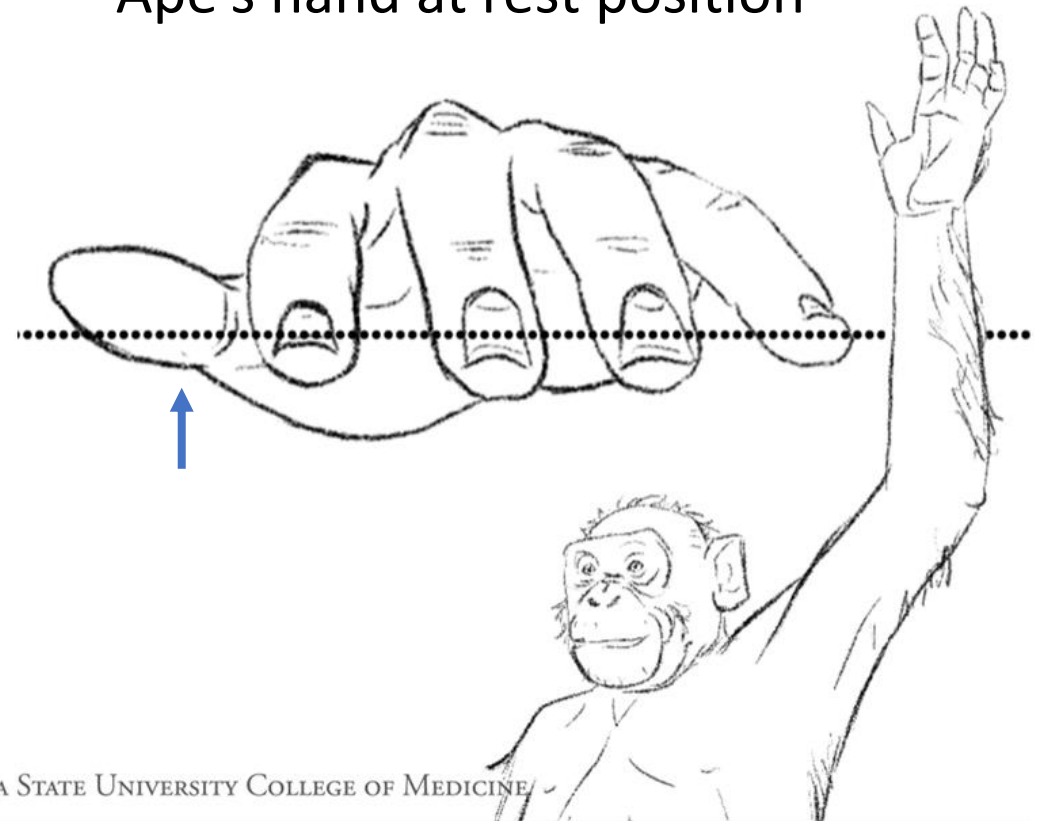 Ape's hand at rest position
a State University College of Medicine